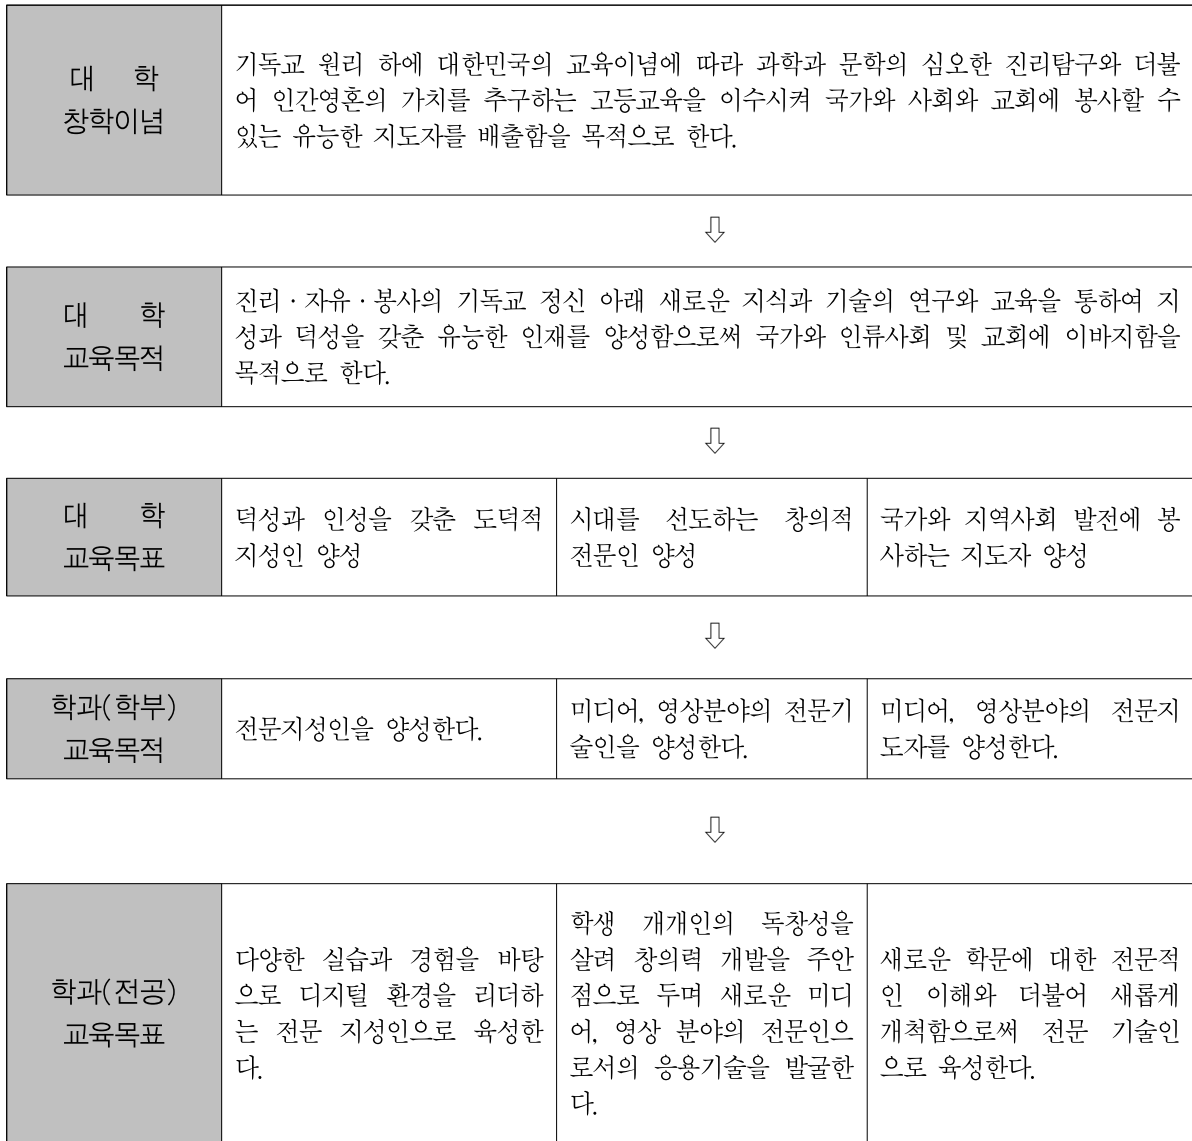 대 학
창학이념
기독교 원리 하에 대한민국의 교육이념에 따라 과학과 문학의 심오한 진리탐구와 더불
어 인간영혼의 가치를 추구하는 고등교육을 이수시켜 국가와 사회와 교회에 봉사할 수
있는 유능한 지도자를 배출함을 목적으로 한다.
⇩
대 학
교육목적
진리·자유·봉사의 기독교 정신 아래 새로운 지식과 기술의 연구와 교육을 통하여 지
성과 덕성을 갖춘 유능한 인재를 양성함으로써 국가와 인류사회 및 교회에 이바지함을
목적으로 한다.
⇩
대 학
교육목표
덕성과 인성을 갖춘 도덕적
지성인 양성
시대를 선도하는 창의적
전문인 양성
국가와 지역사회 발전에 봉
사하는 지도자 양성
⇩
학과(학부)
교육목적
전문지성인을 양성한다.
미디어, 영상분야의 전문기
술인을 양성한다.
미디어, 영상분야의 전문지
도자를 양성한다.
⇩
학과(전공)
교육목표
다양한 실습과 경험을 바탕
으로 디지털 환경을 리더하
는 전문 지성인으로 육성한
다.
학생 개개인의 독창성을
살려 창의력 개발을 주안
점으로 두며 새로운 미디
어, 영상 분야의 전문인으
로서의 응용기술을 발굴한
다.
새로운 학문에 대한 전문적
인 이해와 더불어 새롭게
개척함으로써 전문 기술인
으로 육성한다.